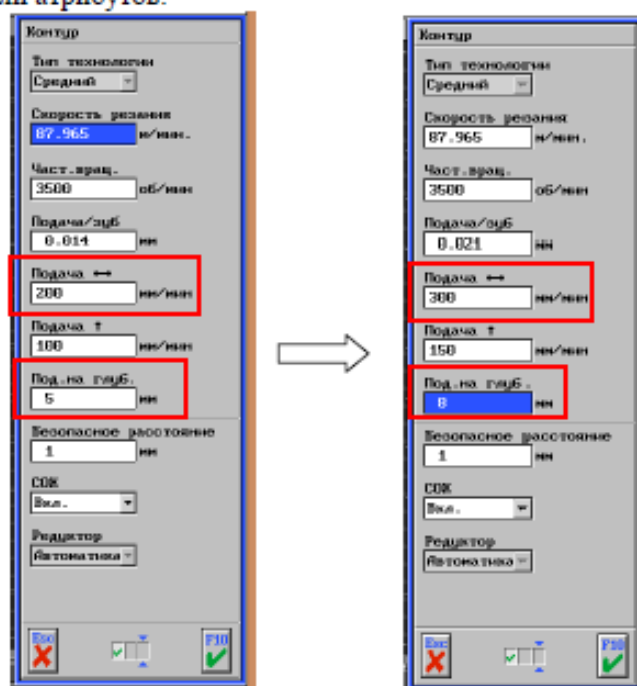 атрибутов.
Контур
Тип технологии
Средний
Скорость резания
87.965 м/мин.
Част.вращ.
3500 об/мин
Подача/зуб
0.014 мм
Подача ↔
200 мм/мин
Подача ↑
100 мм/мин
Под.на глуб.
5 мм
Безопасное расстояние
1 мм
СОЖ
Вкл.
Редуктор
Автоматика
Esc
F10
Контур
Тип технологии
Средний
Скорость резания
87.965 м/мин.
Част.вращ.
3500 об/мин
Подача/зуб
0.021 мм
Подача ↔
300 мм/мин
Подача ↑
150 мм/мин
Под.на глуб.
8 мм
Безопасное расстояние
1 мм
СОЖ
Вкл.
Редуктор
Автоматика
Esc
F10